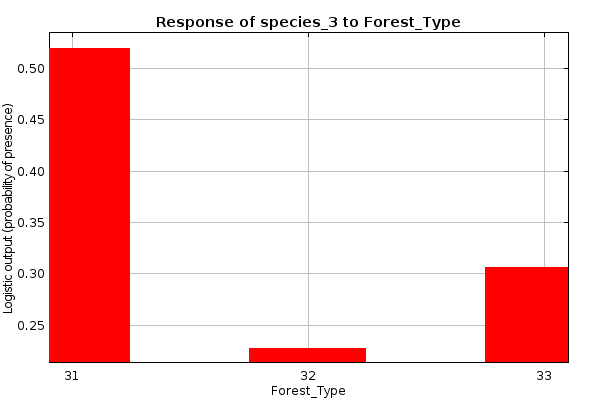 Response of species_3 to Forest_Type
Logistic output (probability of presence)
0.50
0.45
0.40
0.35
0.30
0.25
31 32 33
Forest_Type